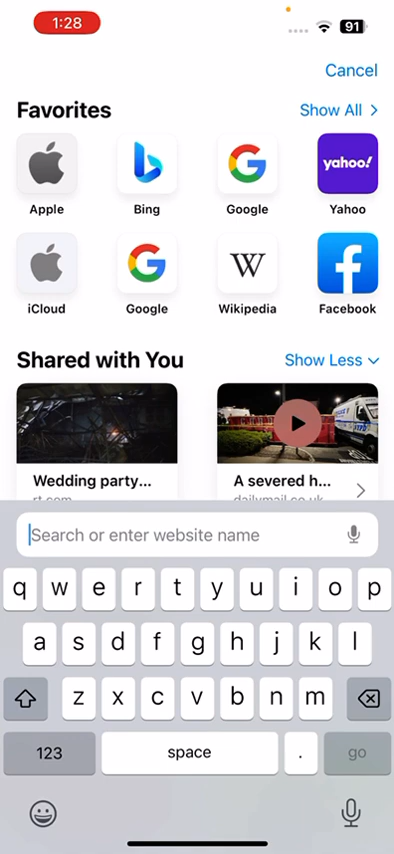 1:28
91
Cancel
Favorites
Show All
yahoo!
Apple
Bing
Google
Yahoo
W
iCloud
Google
Wikipedia
Facebook
Shared with You
Show Less
Wedding party...
A severed h...
rt.com
dailymail.co.uk
Search or enter website name
q w e r t y u i o p
a s d f g h j k l
z x c v b n m
123 space . go